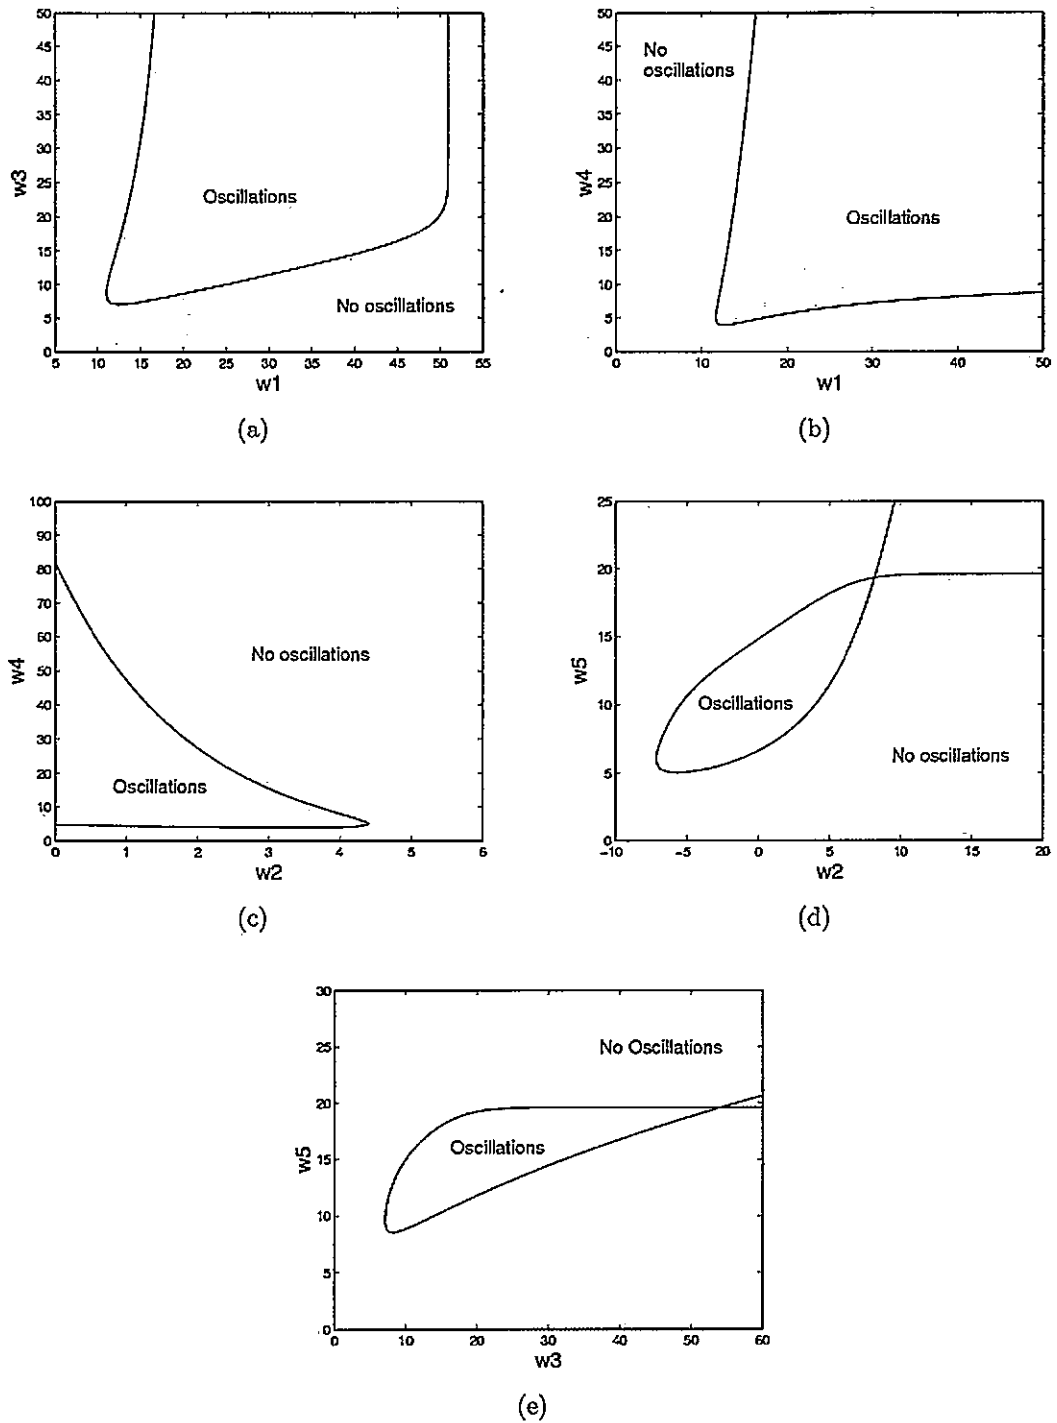 50
45
40
35
30
25
20
15
10
5
0
w3
Oscillations
No oscillations
5 10 15 20 25 30 35 40 45 50 55
w1
(a)
50
45
40
35
30
25
20
15
10
5
0
w4
No
oscillations
Oscillations
0 10 20 30 40 50
w1
(b)
100
90
80
70
60
50
40
30
20
10
0
w4
No oscillations
Oscillations
0 1 2 3 4 5 6
w2
(c)
25
20
15
10
5
0
w5
Oscillations
No oscillations
-10 -5 0 5 10 15 20
w2
(d)
30
25
20
15
10
5
0
w5
No Oscillations
Oscillations
0 10 20 30 40 50 60
w3
(e)